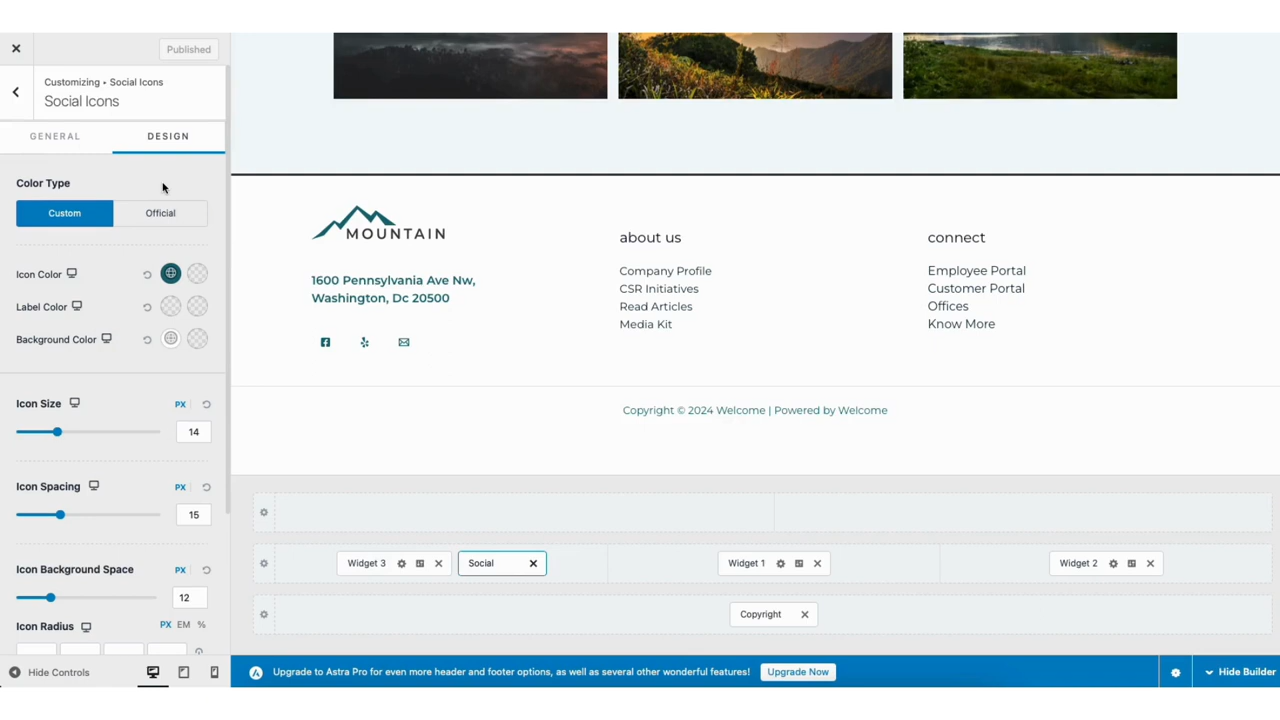 Published
Customizing • Social Icons
Social Icons
GENERAL
DESIGN
Color Type
Custom
Official
Icon Color
Label Color
Background Color
Icon Size
PX
14
Icon Spacing
PX
15
Icon Background Space
PX
12
Icon Radius
PX EM %
Hide Controls
MOUNTAIN
1600 Pennsylvania Ave Nw,
Washington, Dc 20500
about us
Company Profile
CSR Initiatives
Read Articles
Media Kit
connect
Employee Portal
Customer Portal
Offices
Know More
Copyright © 2024 Welcome | Powered by Welcome
Widget 3
Social
Widget 1
Widget 2
Copyright
Upgrade to Astra Pro for even more header and footer options, as well as several other wonderful features!
Upgrade Now
Hide Builder